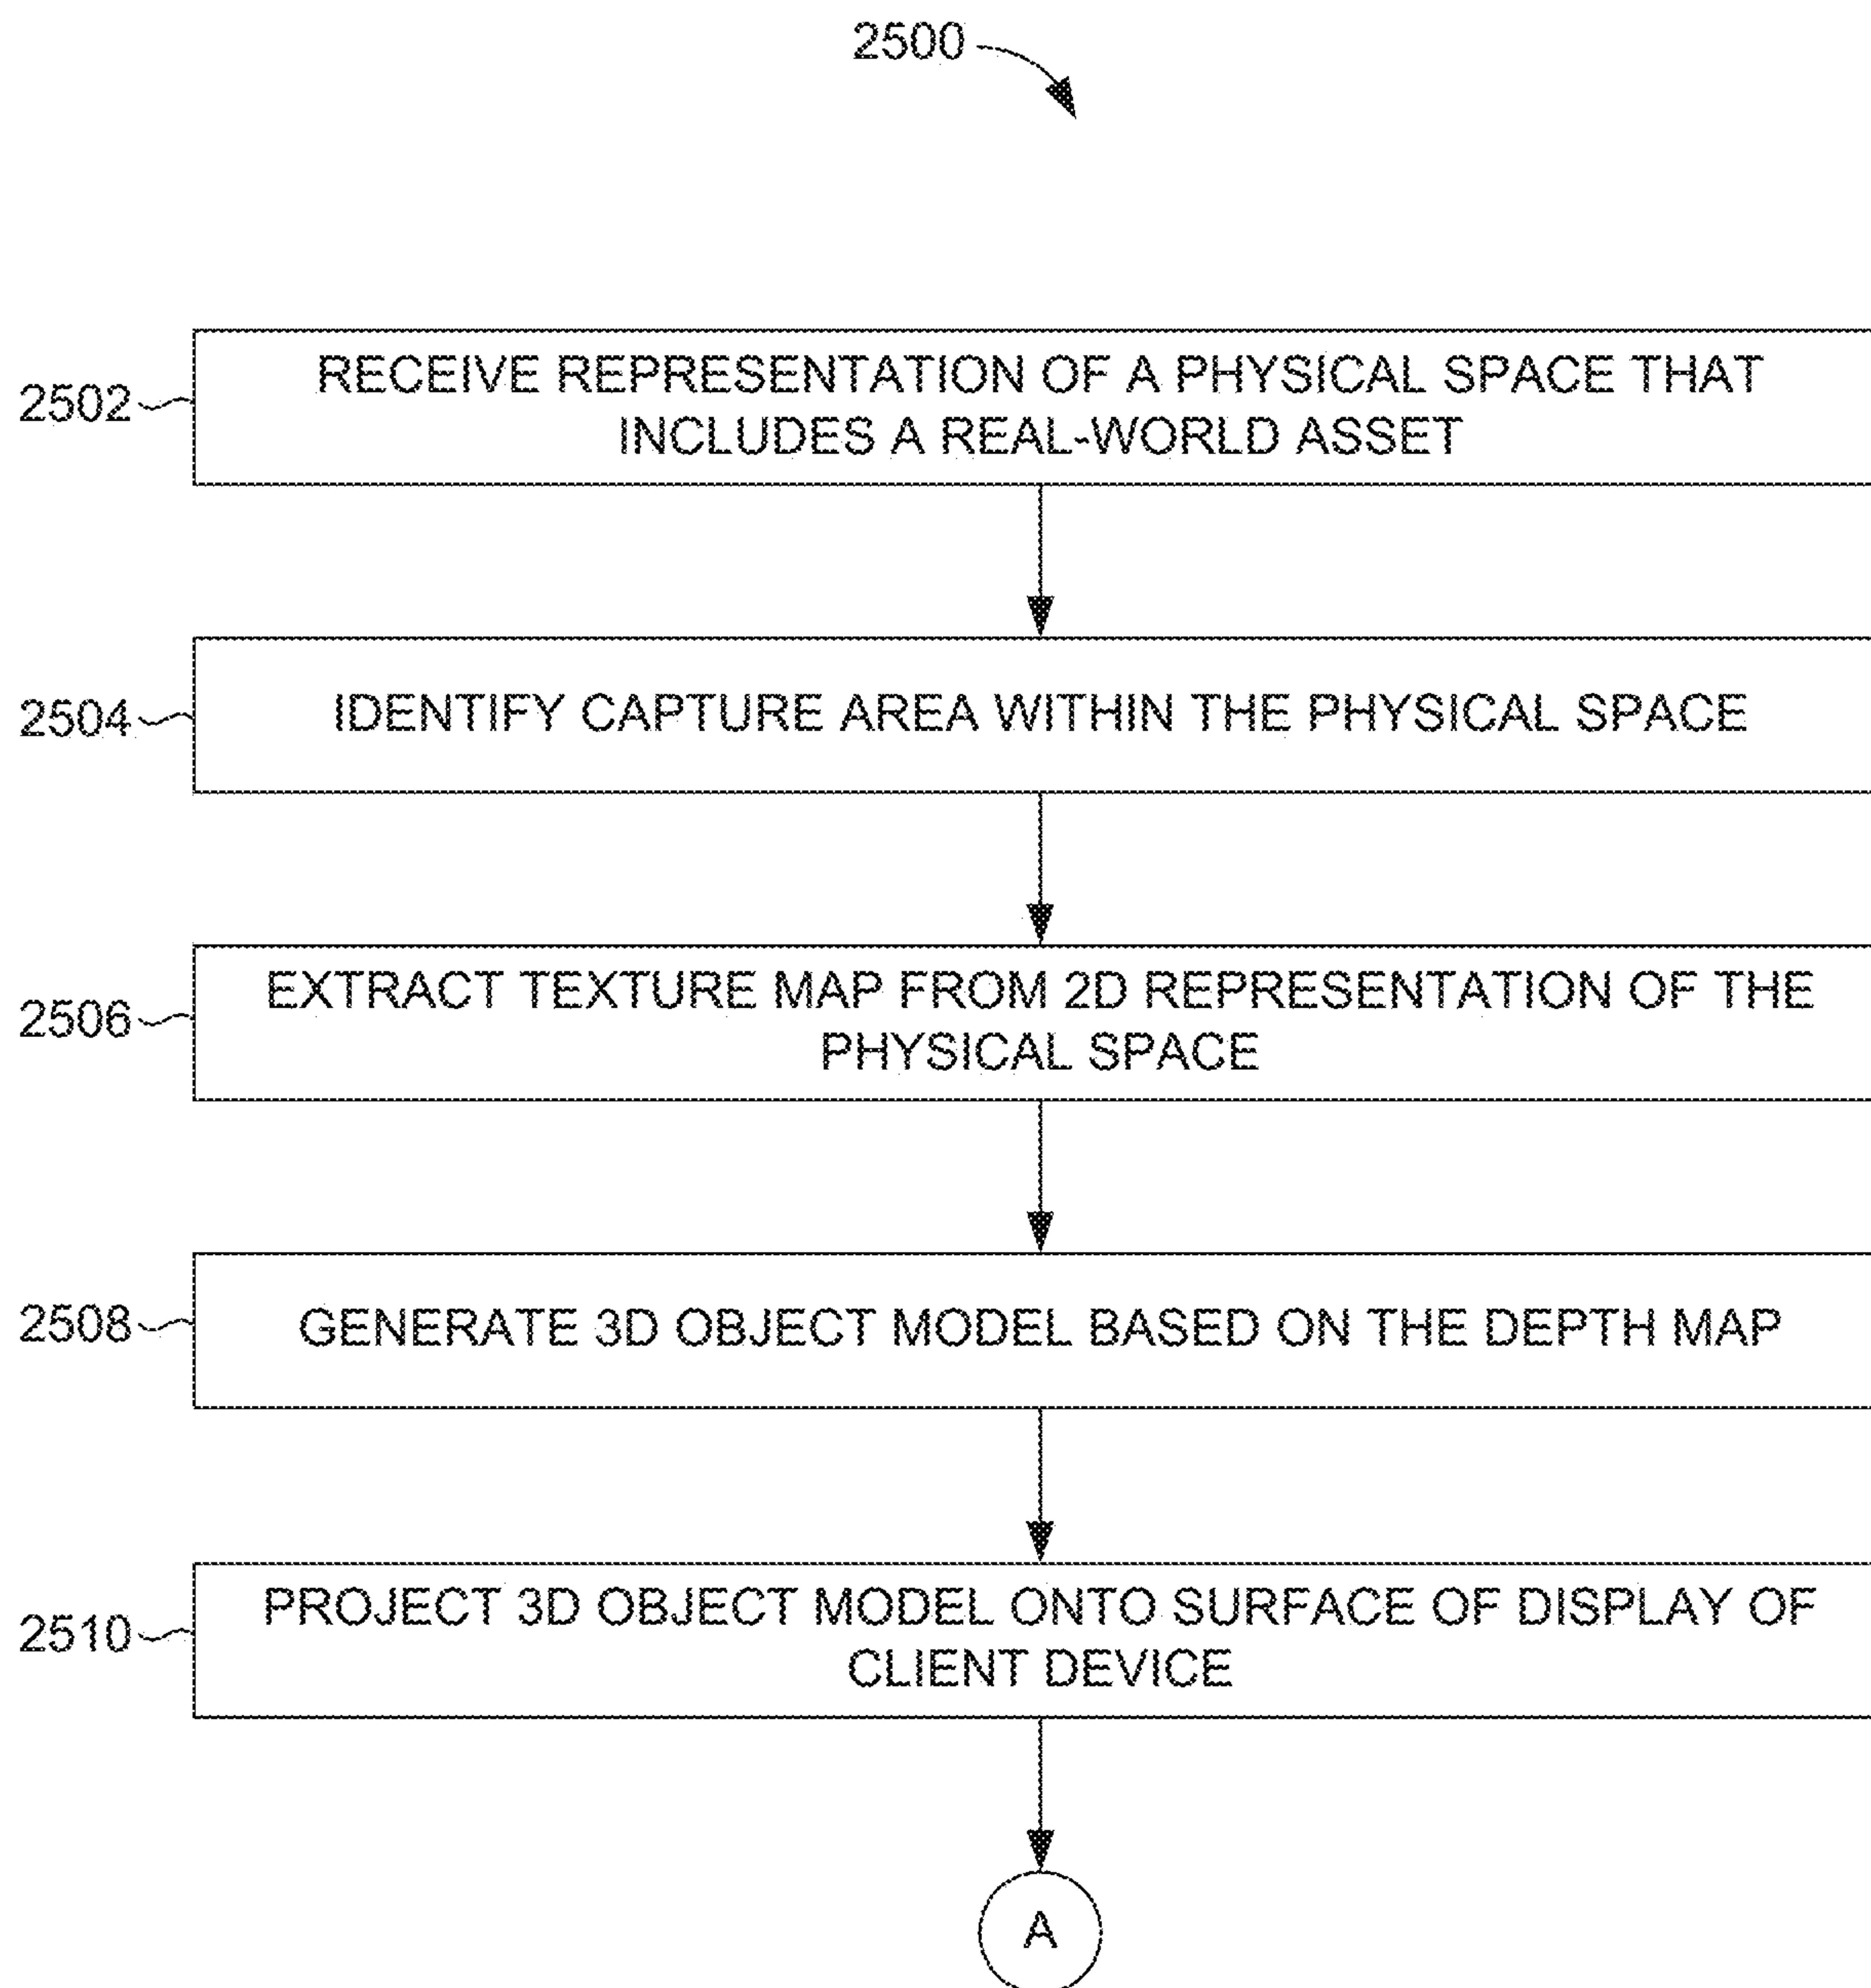 2500
2502
RECEIVE REPRESENTATION OF A PHYSICAL SPACE THAT
INCLUDES A REAL-WORLD ASSET
2504
IDENTIFY CAPTURE AREA WITHIN THE PHYSICAL SPACE
2506
EXTRACT TEXTURE MAP FROM 2D REPRESENTATION OF THE
PHYSICAL SPACE
2508
GENERATE 3D OBJECT MODEL BASED ON THE DEPTH MAP
2510
PROJECT 3D OBJECT MODEL ONTO SURFACE OF DISPLAY OF
CLIENT DEVICE
A